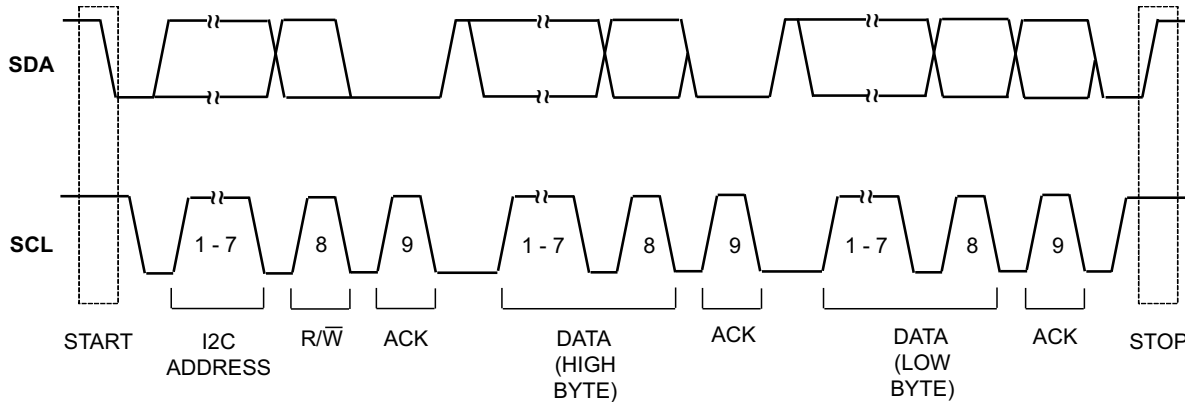 SDA
SCL
1 - 7
8
9
1 - 7
8
9
1 - 7
8
9
START
I2C
ADDRESS
R/W̅
ACK
DATA
(HIGH
BYTE)
ACK
DATA
(LOW
BYTE)
ACK
STOP